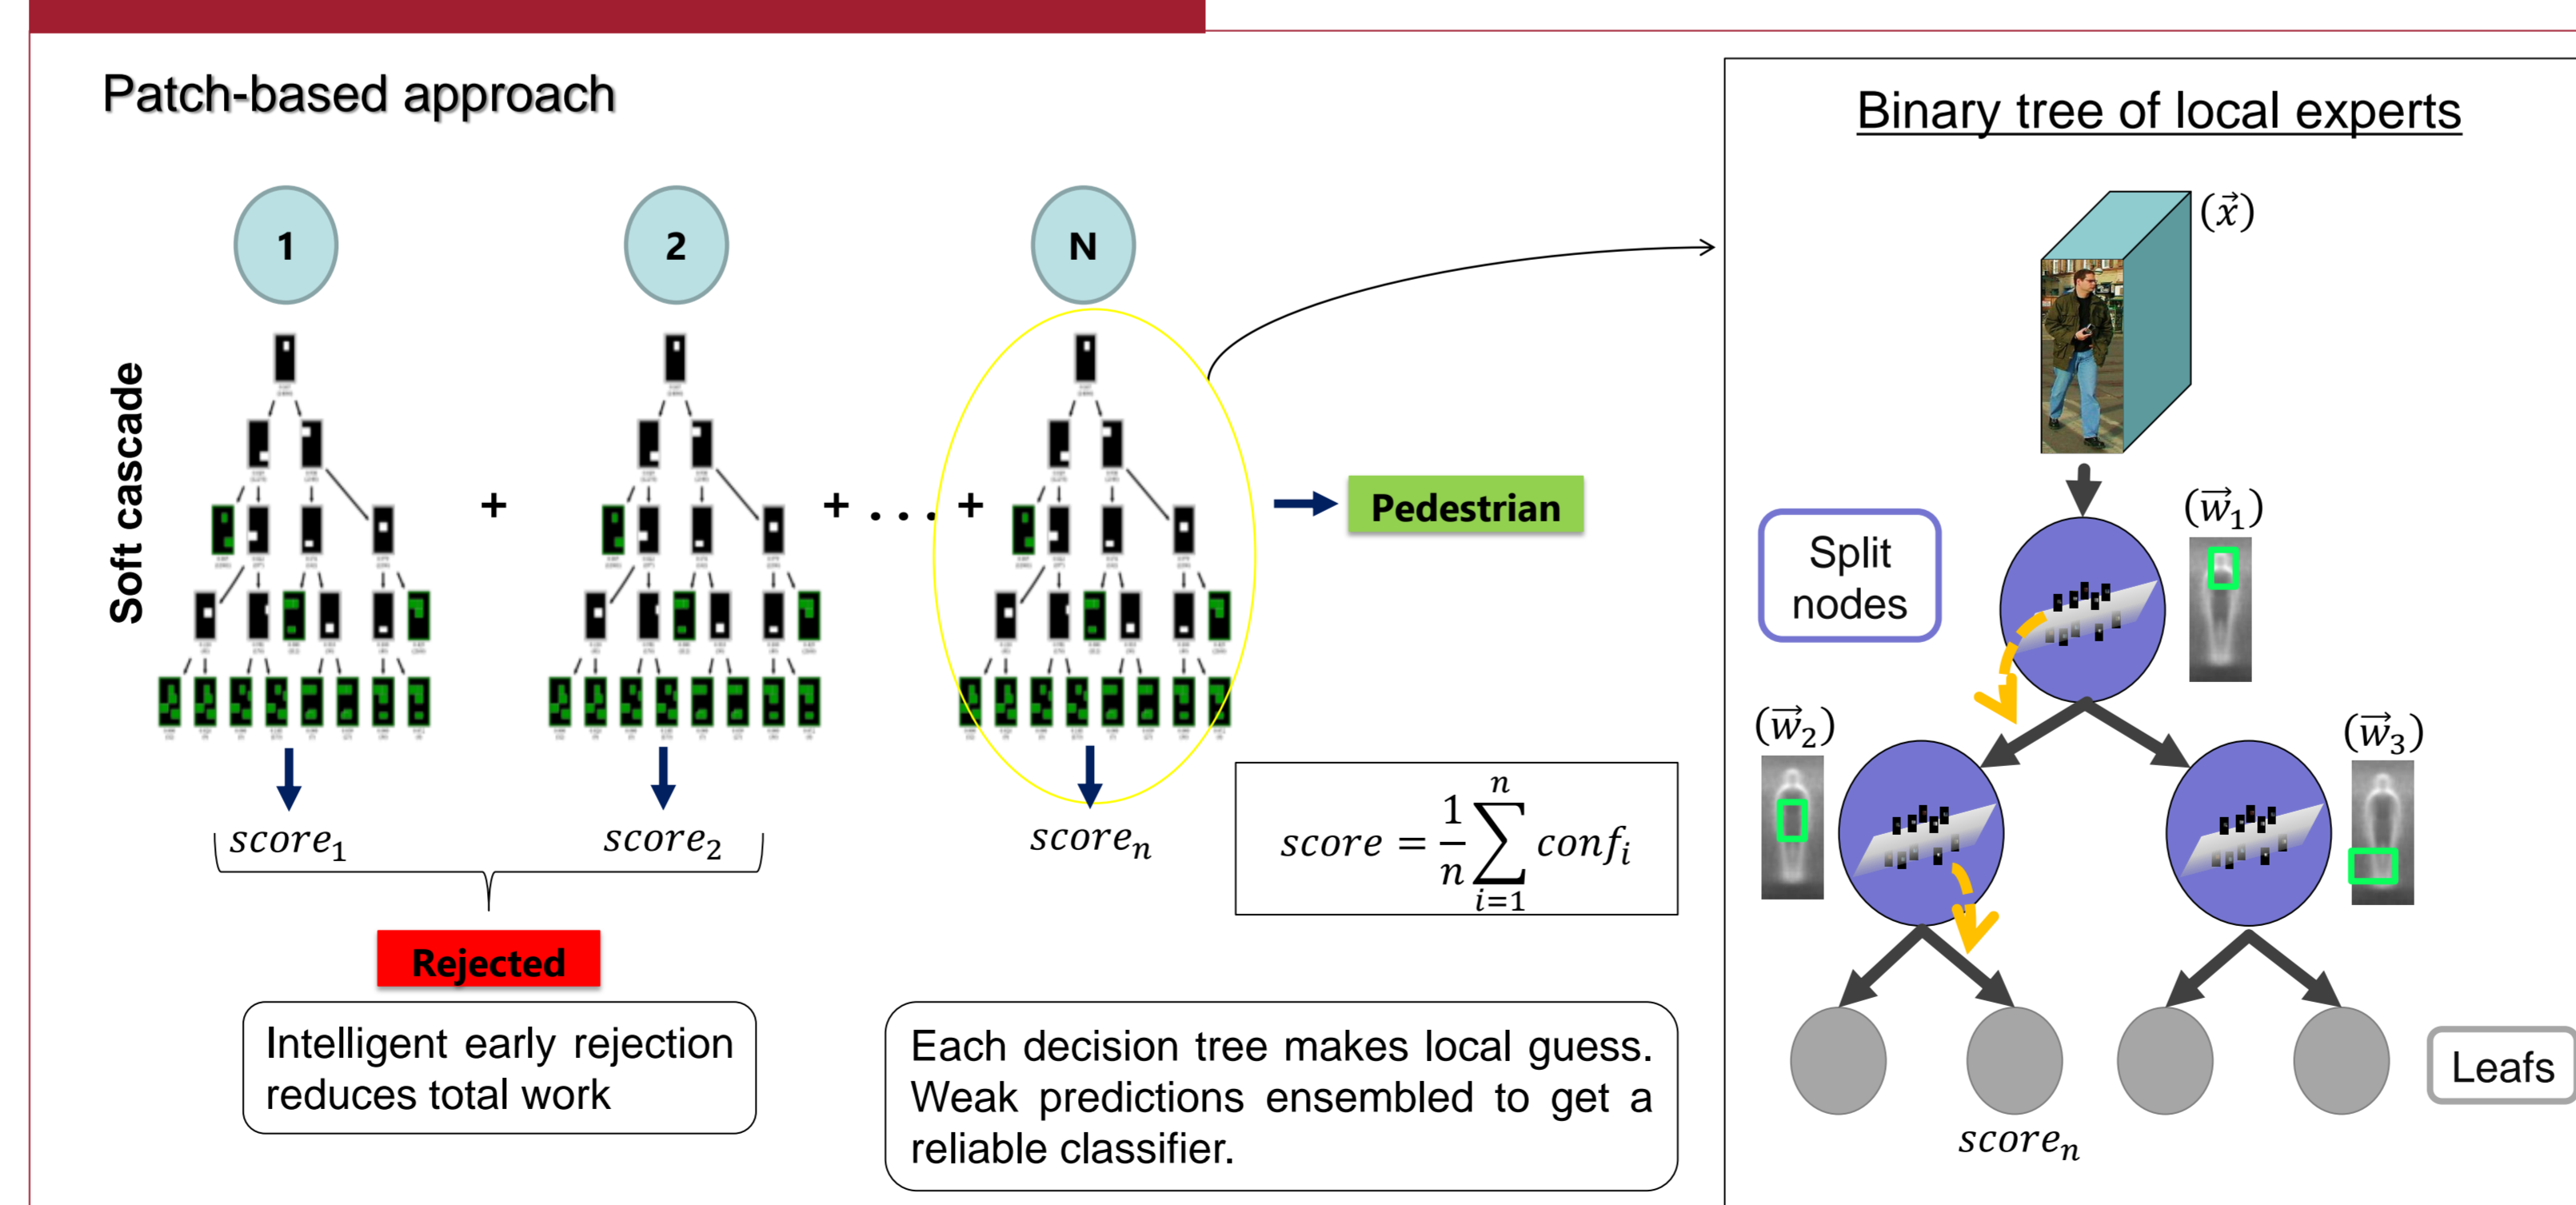 Patch-based approach
1
2
N
Soft cascade
+
+ . . . +
Pedestrian
score₁
score₂
scoreₙ
Rejected
Intelligent early rejection
reduces total work
score = 1/n ∑ⁿᵢ₌₁ confᵢ
Each decision tree makes local guess.
Weak predictions ensembled to get a
reliable classifier.
Binary tree of local experts
(x⃗)
Split
nodes
(w⃗₁)
(w⃗₂)
(w⃗₃)
Leafs
scoreₙ